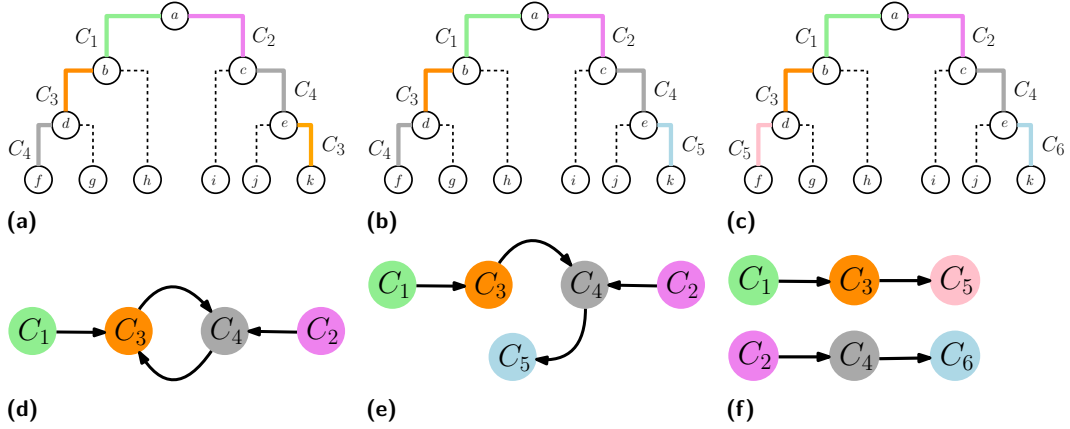 a
C1 C2
b c
C3 C4
d e
C4 C3
f g h i j k
(a)
a
C1 C2
b c
C3 C4
d e
C4 C5
f g h i j k
(b)
a
C1 C2
b c
C3 C4
d e
C5 C6
f g h i j k
(c)
C1 C3 C4 C2
(d)
C1 C3 C4 C2
C5
(e)
C1 C3 C5
C2 C4 C6
(f)